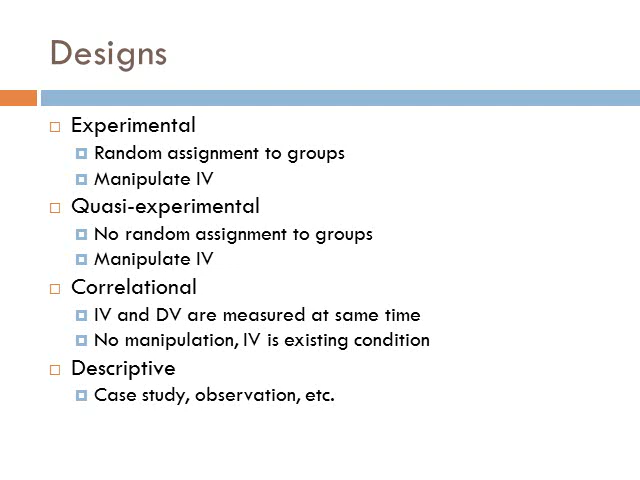 Designs
Experimental
Random assignment to groups
Manipulate IV
Quasi-experimental
No random assignment to groups
Manipulate IV
Correlational
IV and DV are measured at same time
No manipulation, IV is existing condition
Descriptive
Case study, observation, etc.